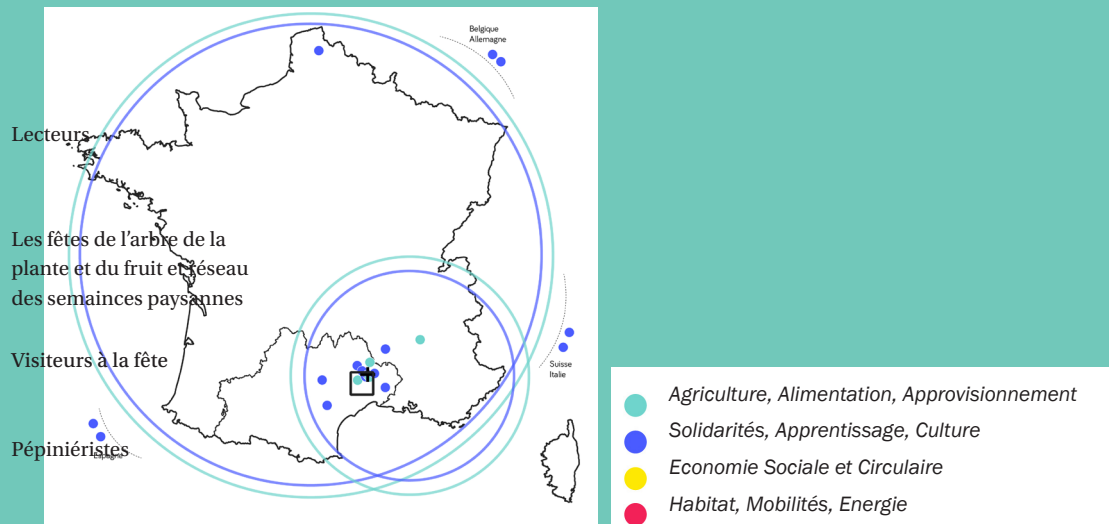 Belgique
Allemagne
Lecteurs
Les fêtes de l'arbre de la
plante et du fruit et réseau
des semainces paysannes
Visiteurs à la fête
Suisse
Italie
Pépiniéristes
Espagne
Agriculture, Alimentation, Approvisionnement
Solidarités, Apprentissage, Culture
Economie Sociale et Circulaire
Habitat, Mobilités, Energie